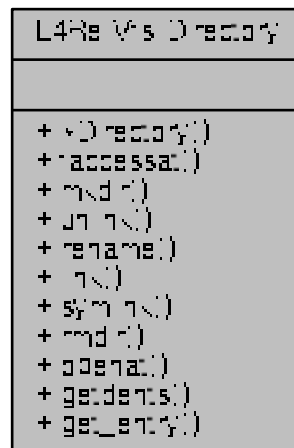 L4Re Vfs Directory
+ ~Directory()
+ faccessat()
+ mkdir()
+ unlink()
+ rename()
+ link()
+ symlink()
+ rmdir()
+ openat()
+ getdents()
+ get_entry()